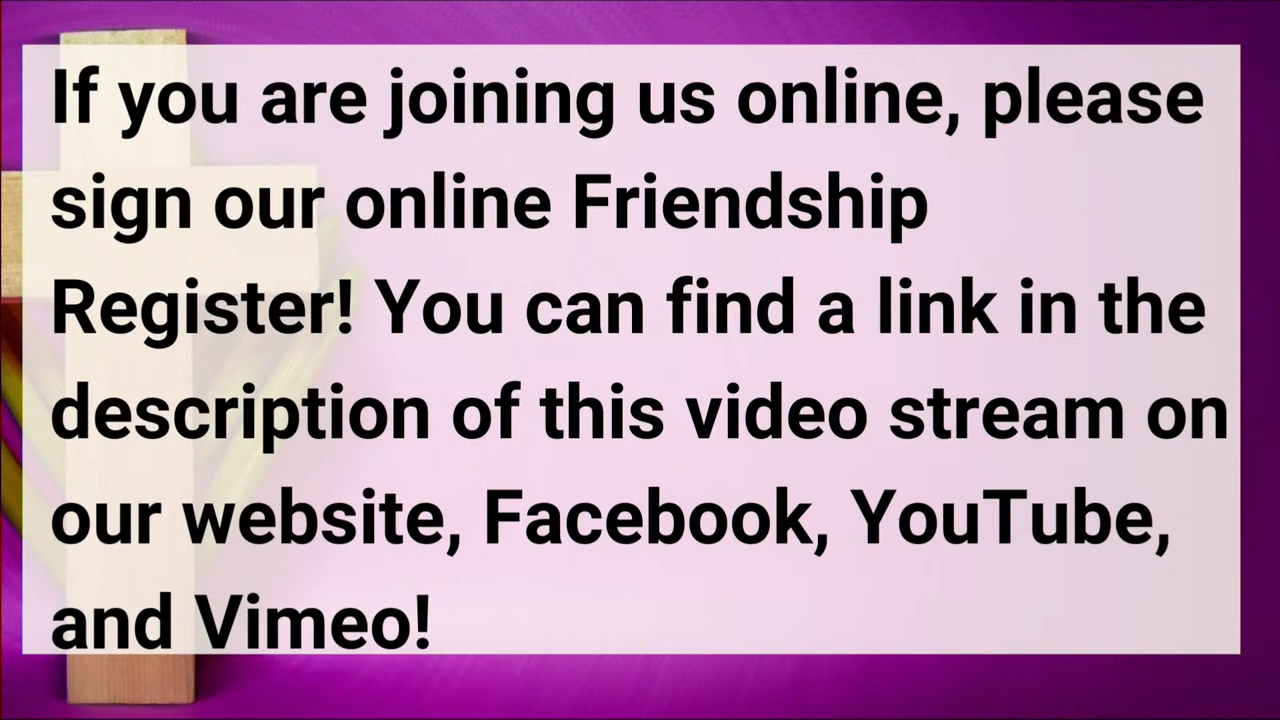 If you are joining us online, please
sign our online Friendship
Register! You can find a link in the
description of this video stream on
our website, Facebook, YouTube,
and Vimeo!